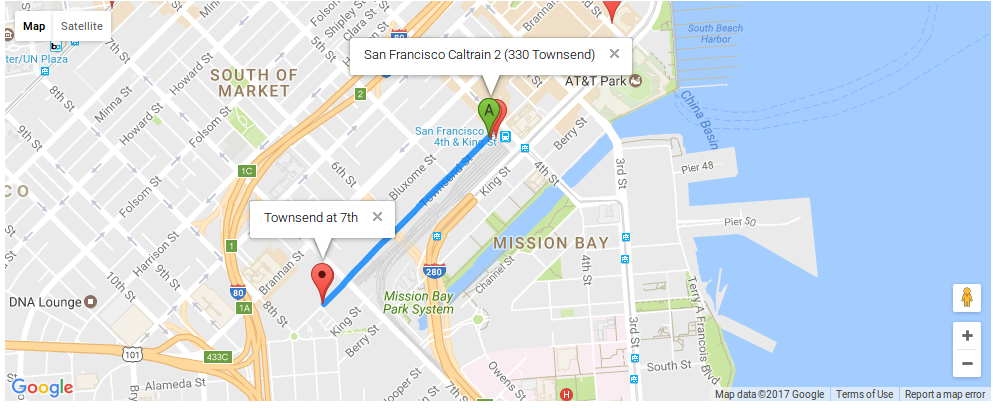 Map
Satellite
San Francisco Caltrain 2 (330 Townsend)
Shipley St
Clara St
Folsom St
Brannan St
South Beach
Harbor
ter/UN Plaza
80
SOUTH OF
MARKET
Minna St
Howard St
Folsom St
1
2
AT&T Park
China Basin
A
San Francisco
4th & King St
Berry St
3rd St
Pier 48
1C
6th St
Bluxome St
Townsend St
King St
4th St
CO
Howard St
Folsom St
Townsend at 7th
Pier 50
1
MISSION BAY
Harrison St
Brannan St
4th St
280
Channel St
10th St
9th St
80
1A
8th St
DNA Lounge
Mission Bay
Park System
King St
Berry St
Terry A Francois Blvd
3rd St
101
433C
Alameda St
Hooper St
7th St
Owens St
South St
H
3rd St
Google
Map data ©2017 Google
Terms of Use
Report a map error